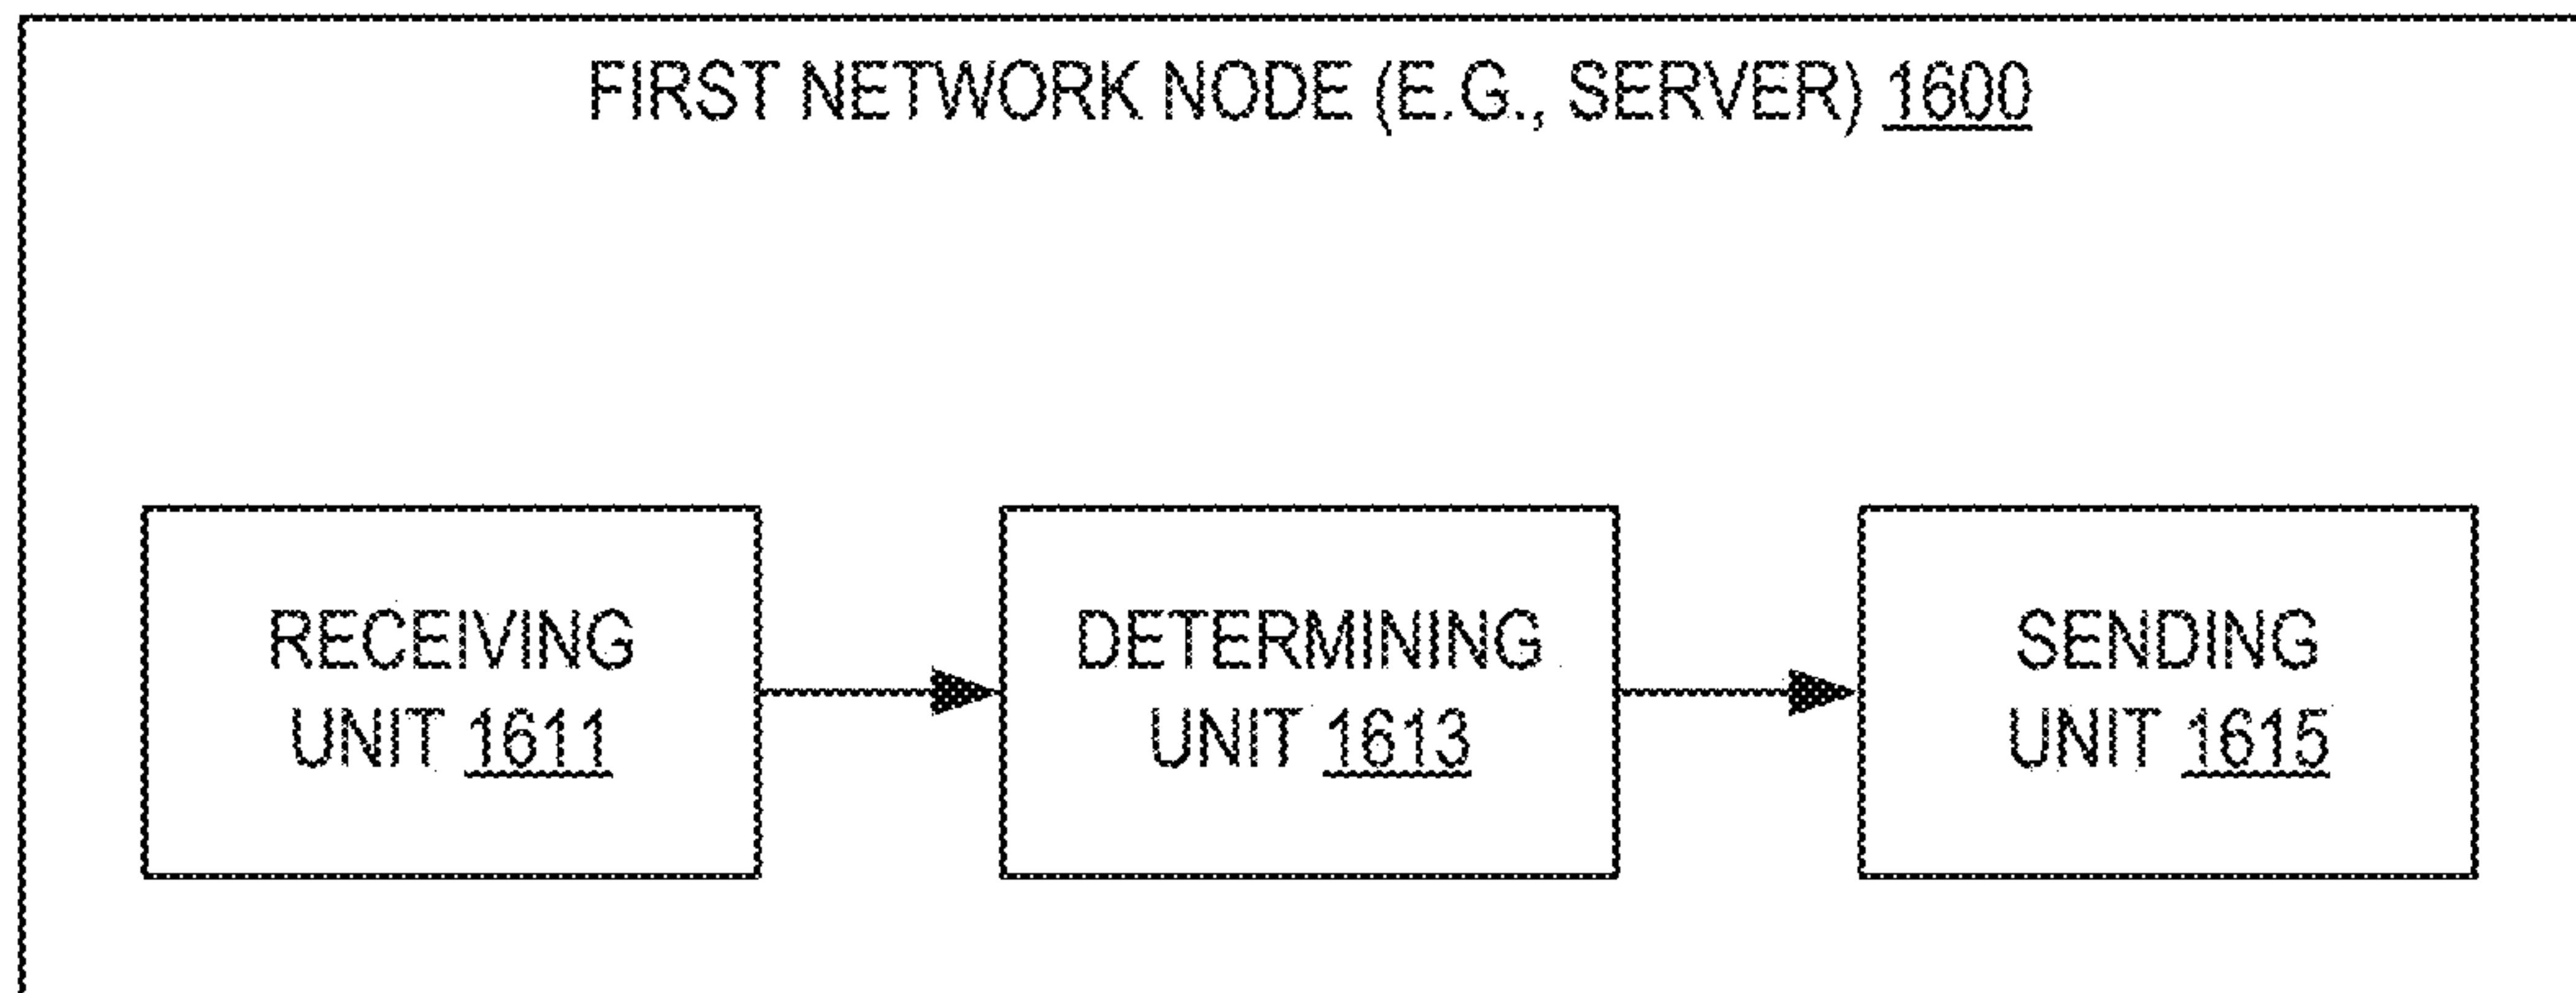 FIRST NETWORK NODE (E.G., SERVER) 1600
RECEIVING
UNIT 1611
DETERMINING
UNIT 1613
SENDING
UNIT 1615